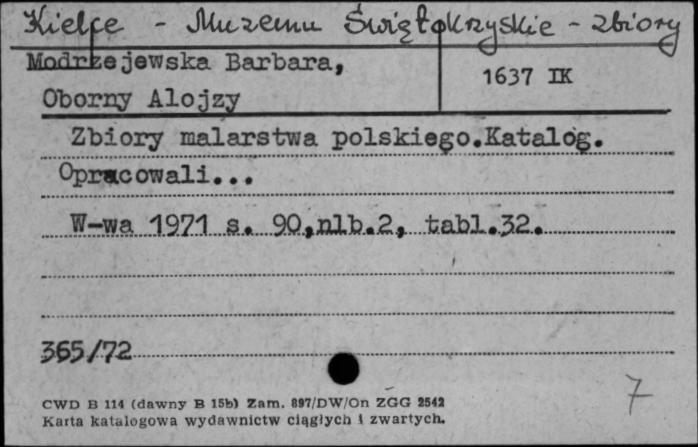 Kielce - Muzeum Świętokrzyskie - zbiory
Modrzejewska Barbara,
Oborny Alojzy
1637 IK
Zbiory malarstwa polskiego.Katalog.
Opracowali...
W-wa 1971 s. 90,nlb.2, tabl.32.
365/72
7
CWD B 114 (dawny B 15b) Zam. 897/DW/On ZGG 2542
Karta katalogowa wydawnictw ciągłych i zwartych.